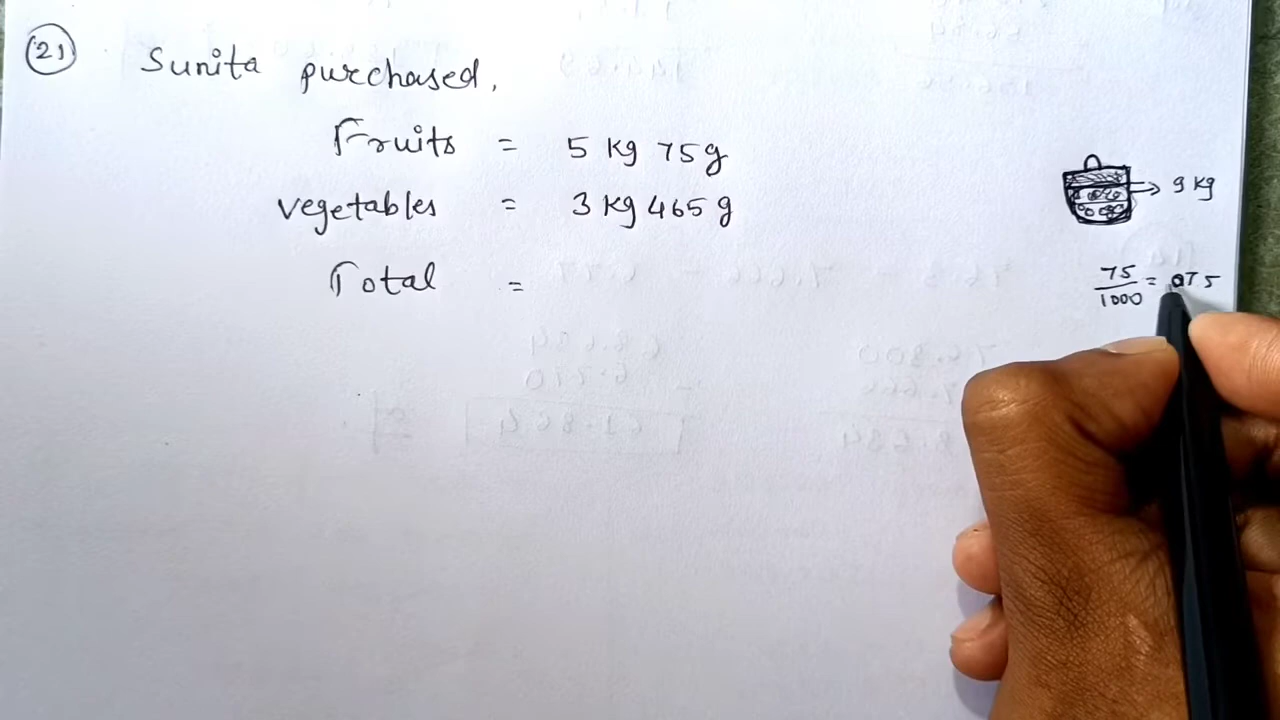 21 Sunita purchased,
Fruits = 5 kg 75 g
vegetables = 3 kg 465 g
Total =
→ 9 kg
75/1000 = .075